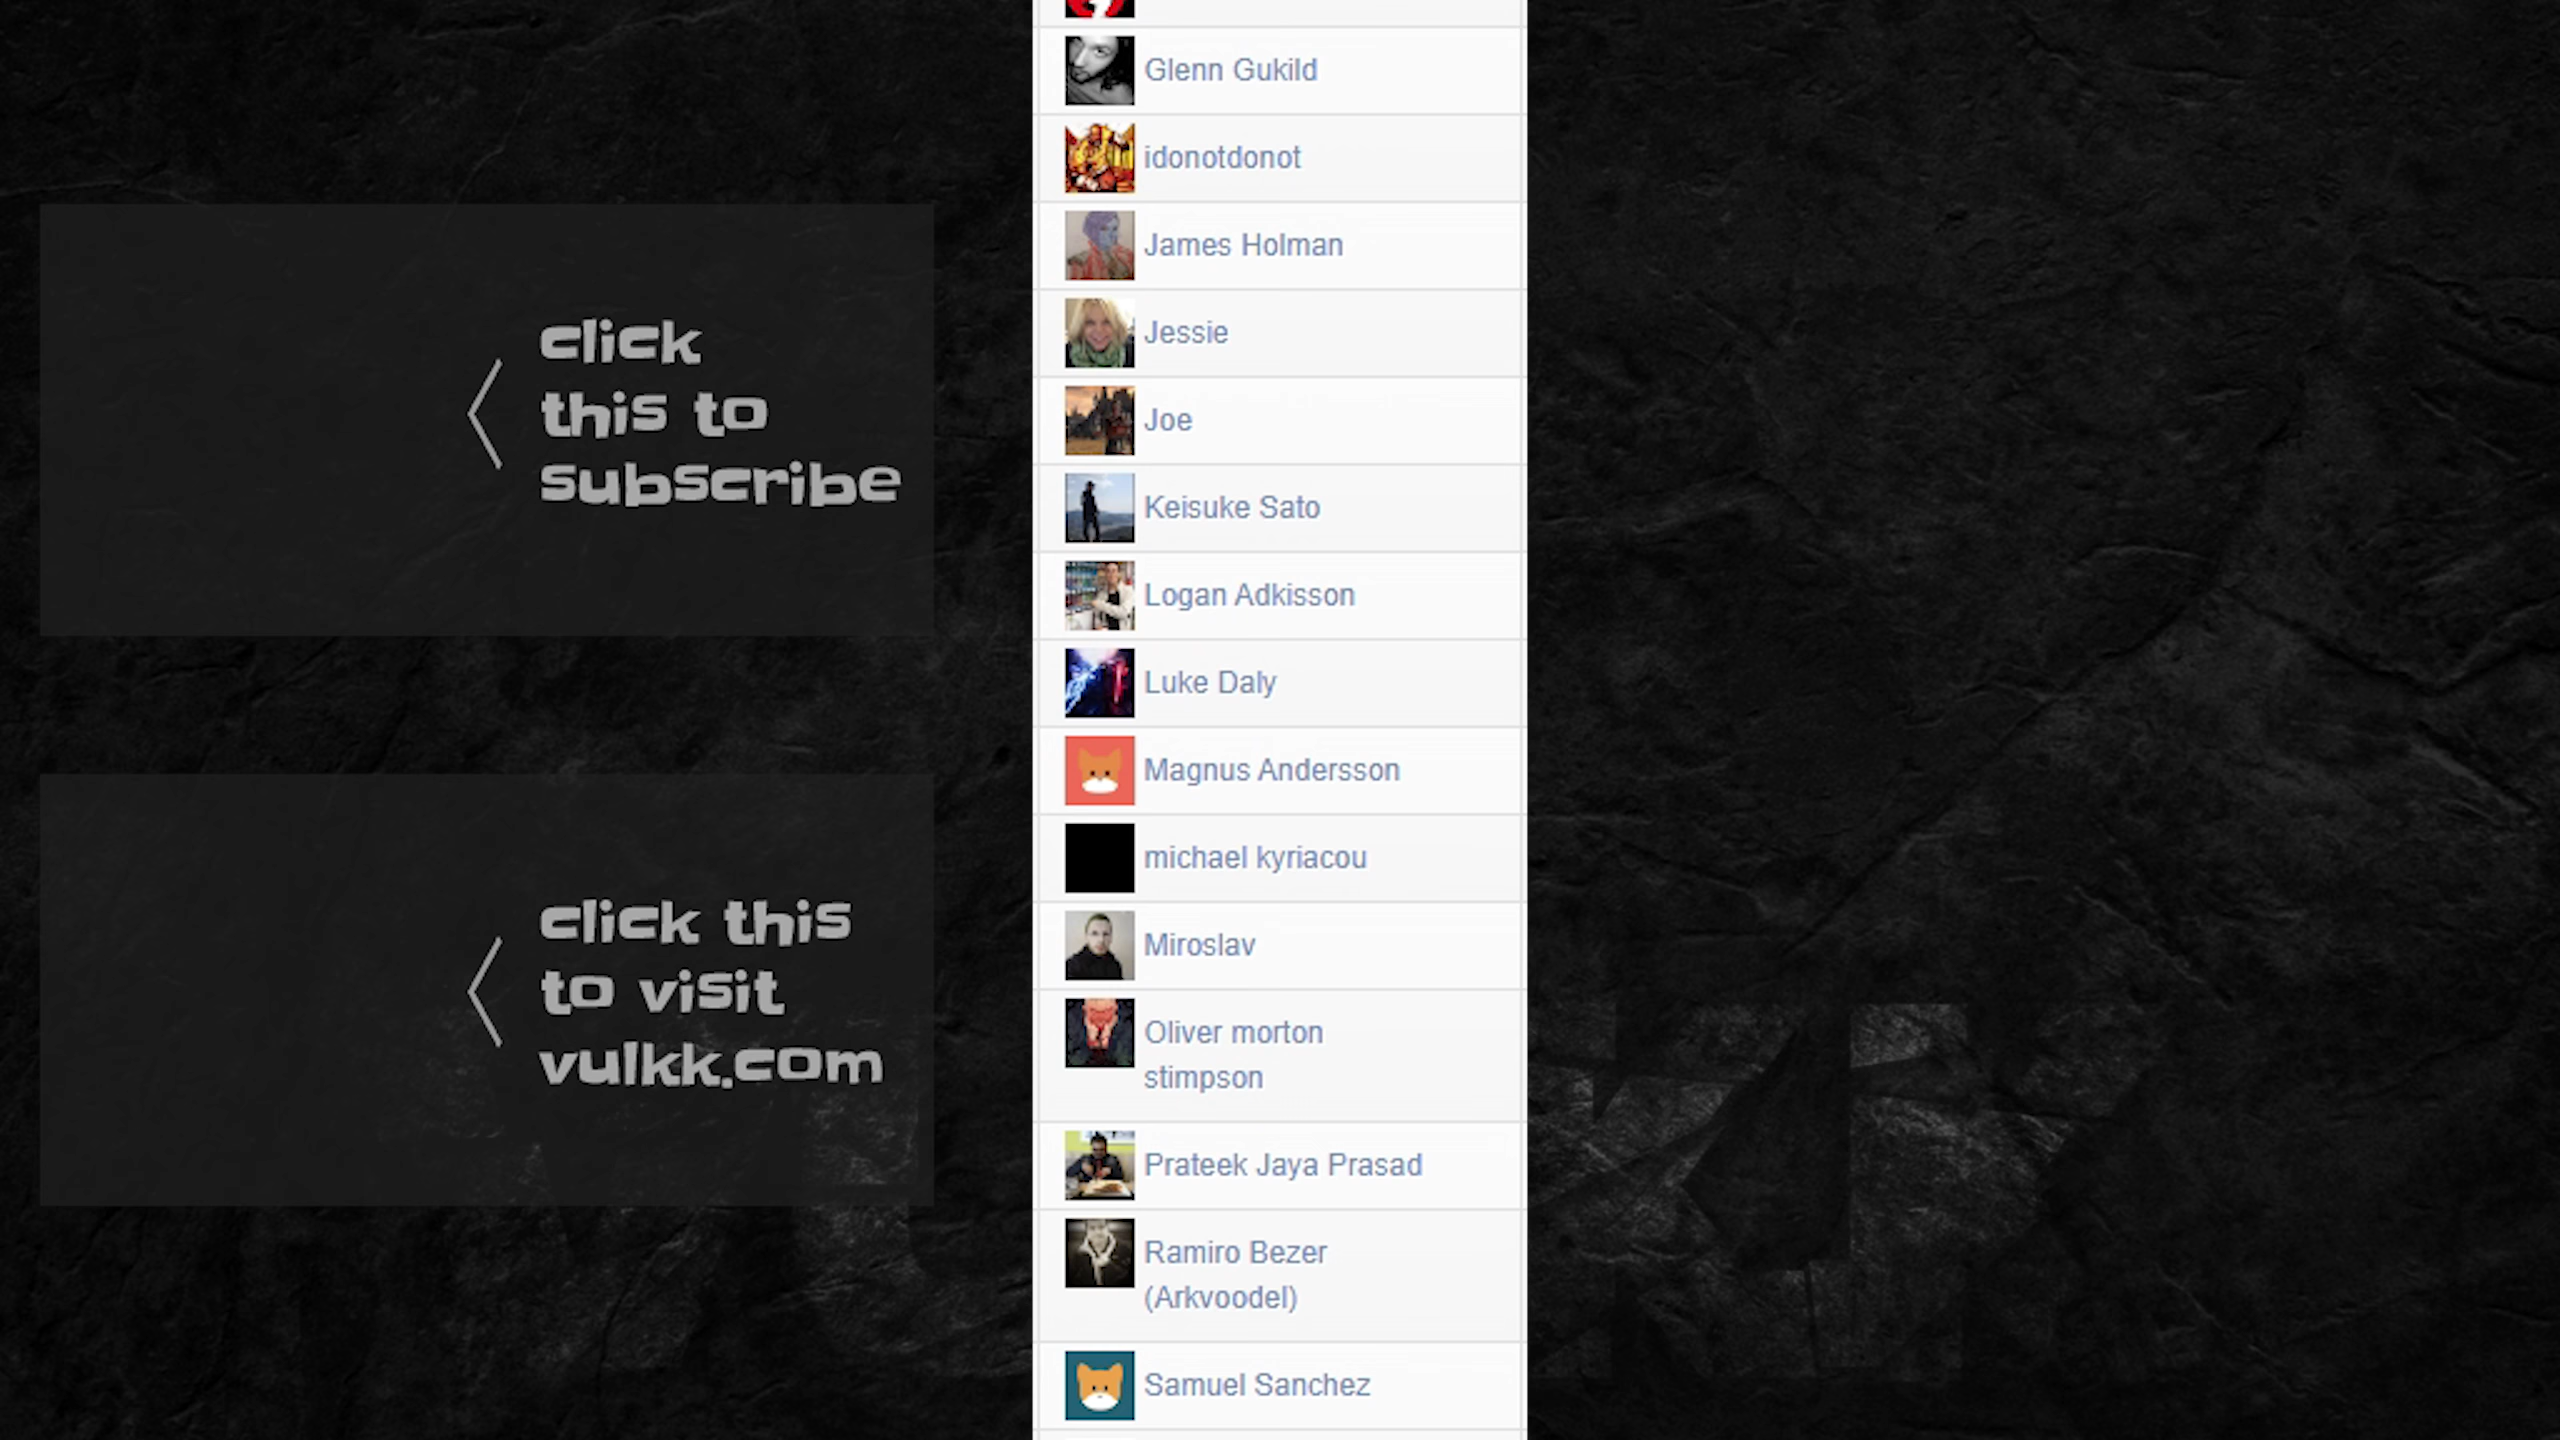 click
this to
subscribe
click this
to visit
vulkk.com
Glenn Gukild
idonotdonot
James Holman
Jessie
Joe
Keisuke Sato
Logan Adkisson
Luke Daly
Magnus Andersson
michael kyriacou
Miroslav
Oliver morton
stimpson
Prateek Jaya Prasad
Ramiro Bezer
(Arkvoodel)
Samuel Sanchez